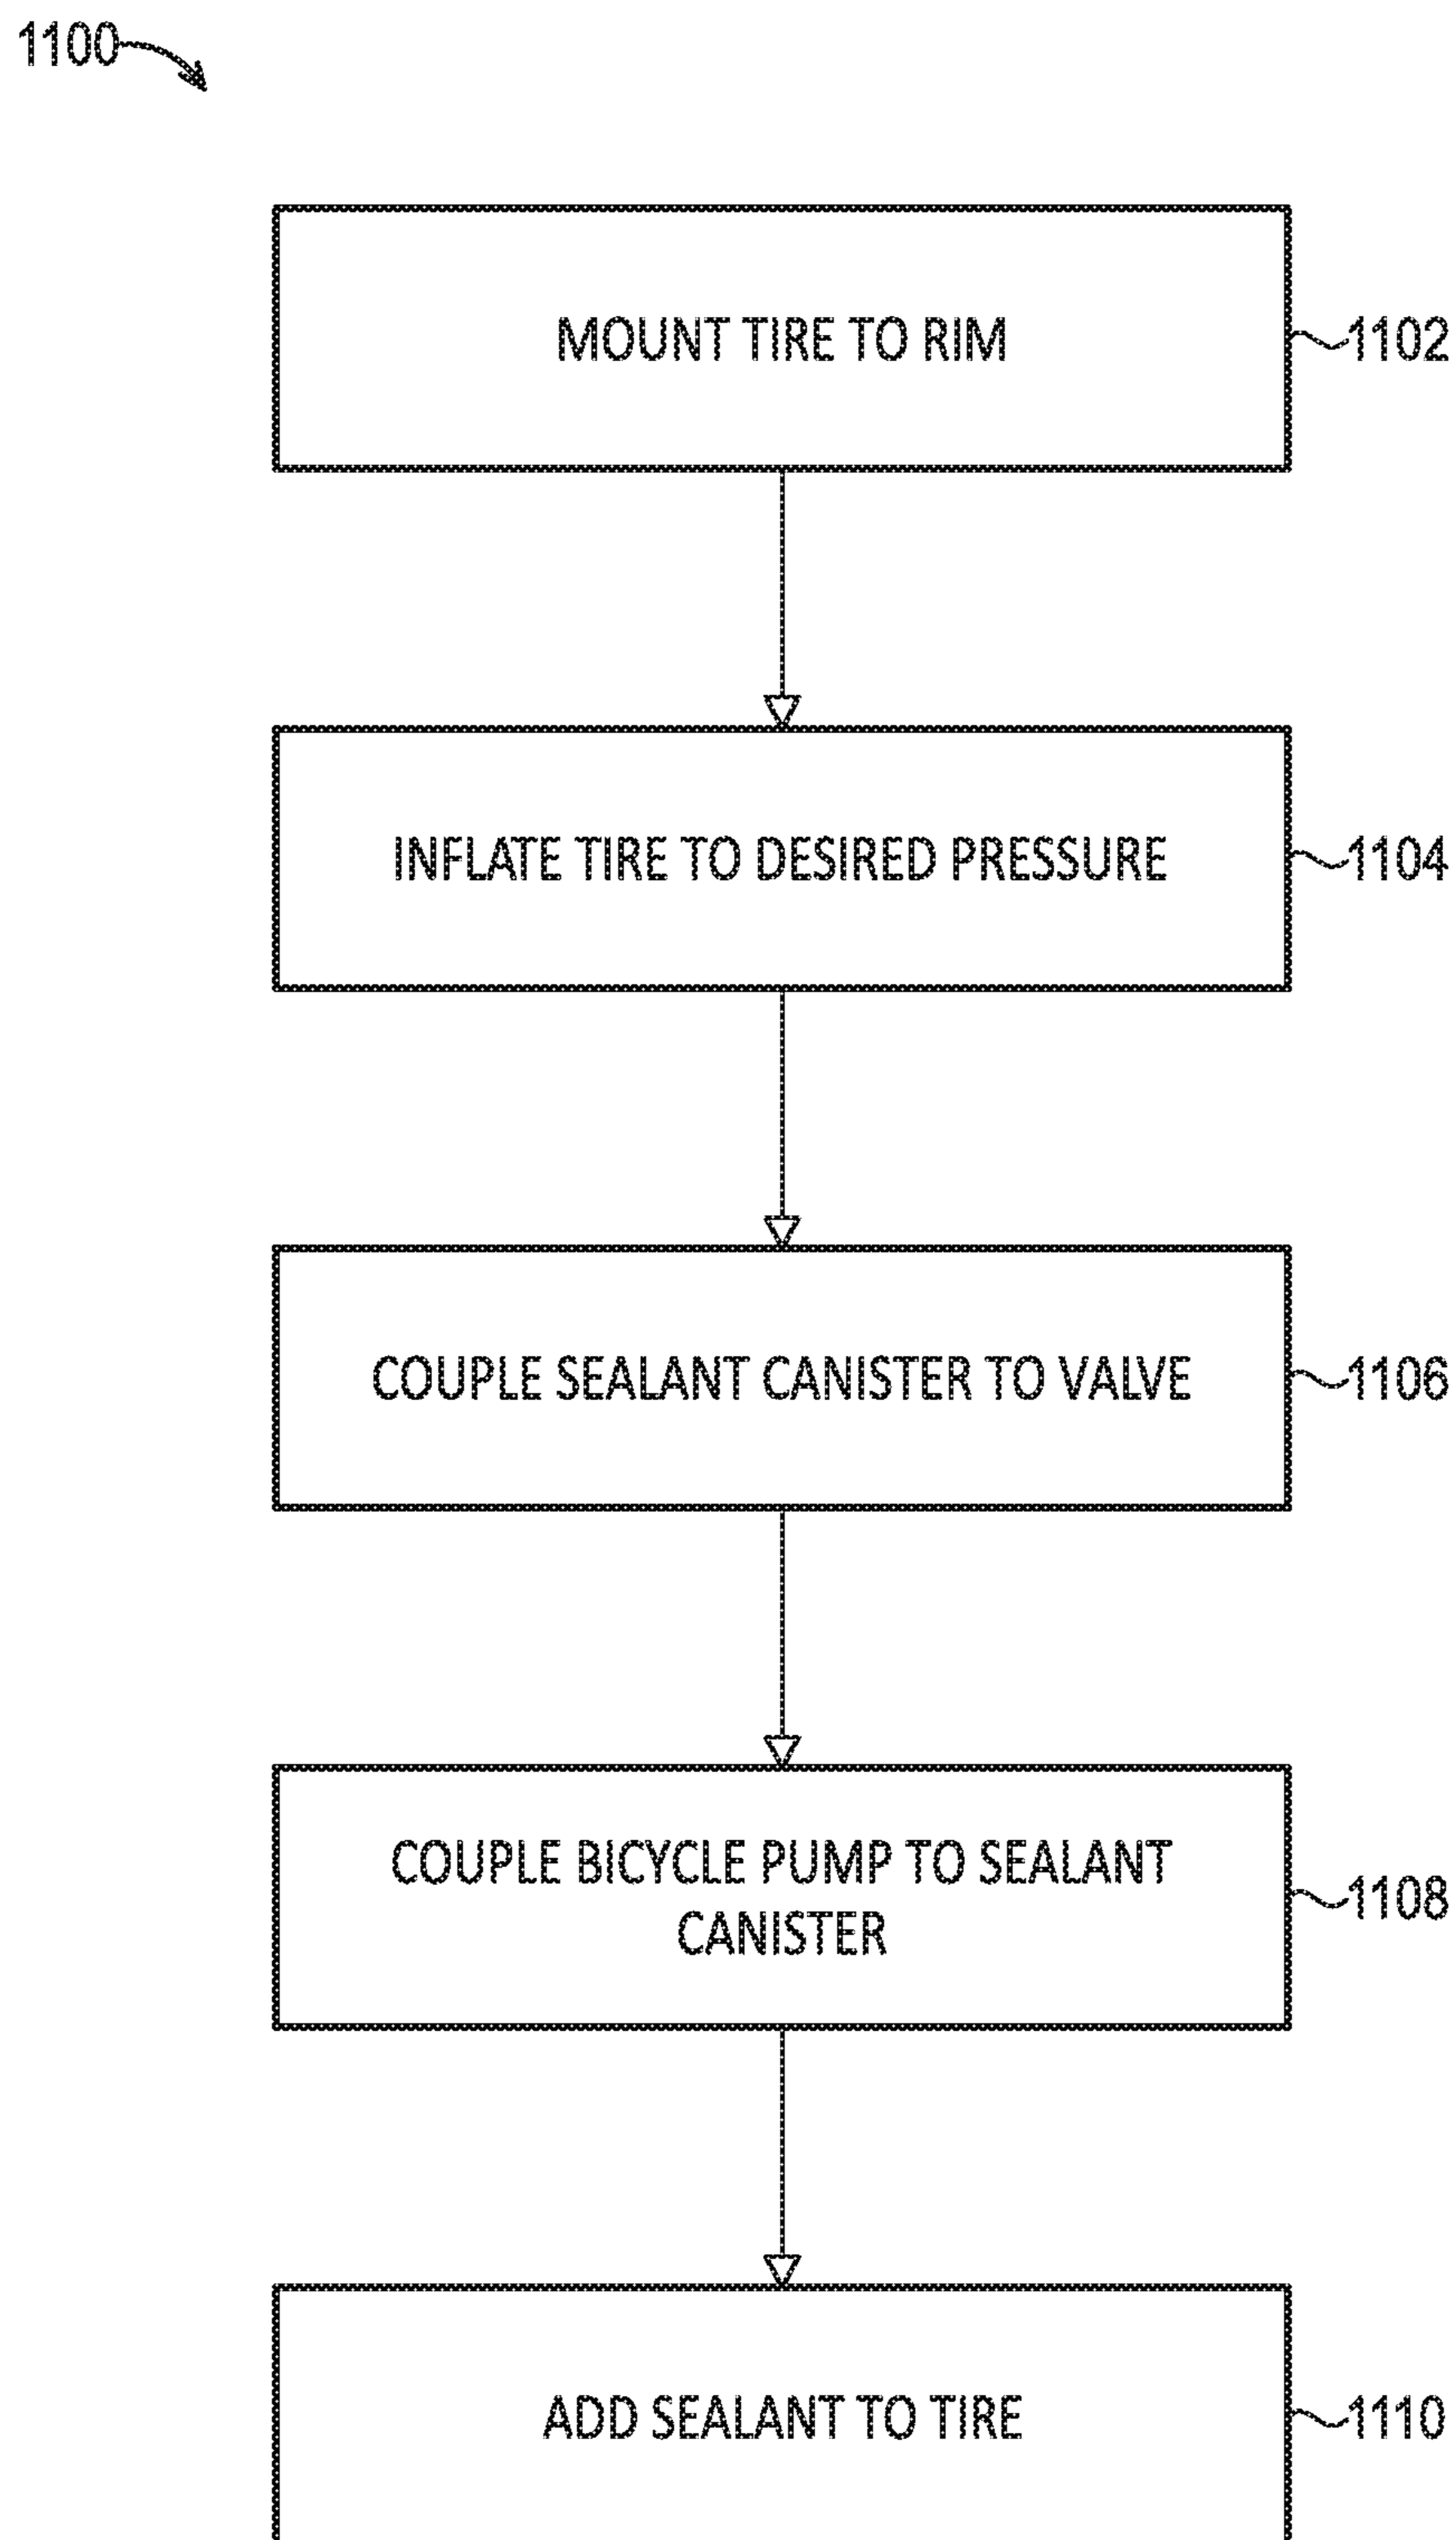 1100
MOUNT TIRE TO RIM
1102
INFLATE TIRE TO DESIRED PRESSURE
1104
COUPLE SEALANT CANISTER TO VALVE
1106
COUPLE BICYCLE PUMP TO SEALANT
CANISTER
1108
ADD SEALANT TO TIRE
1110